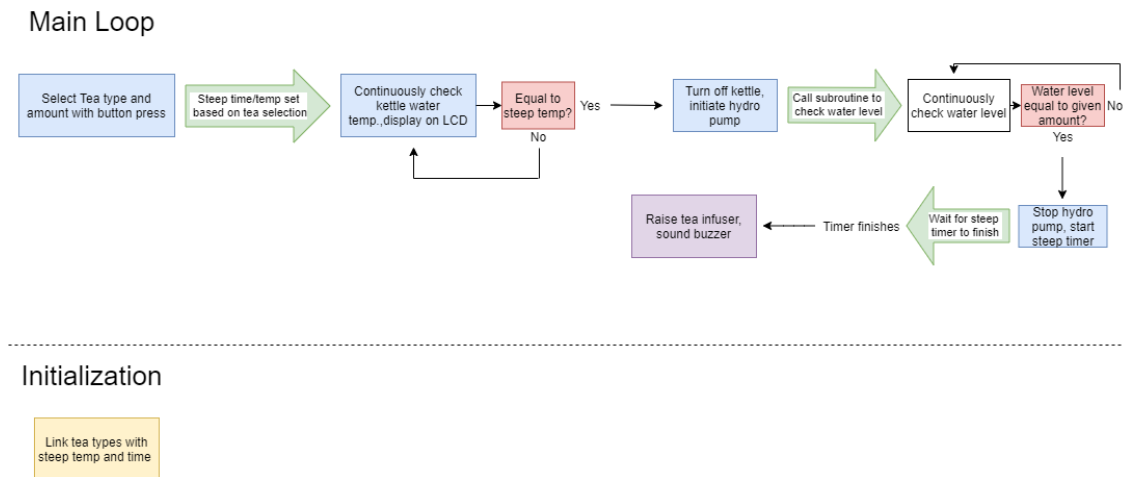 Main Loop
Select Tea type and
amount with button press
Steep time/temp set
based on tea selection
Continuously check
kettle water
temp.,display on LCD
Equal to
steep temp?
Yes
No
Turn off kettle,
initiate hydro
pump
Call subroutine to
check water level
Continuously
check water level
Water level
equal to given
amount?
No
Yes
Stop hydro
pump, start
steep timer
Wait for steep
timer to finish
Timer finishes
Raise tea infuser,
sound buzzer
Initialization
Link tea types with
steep temp and time